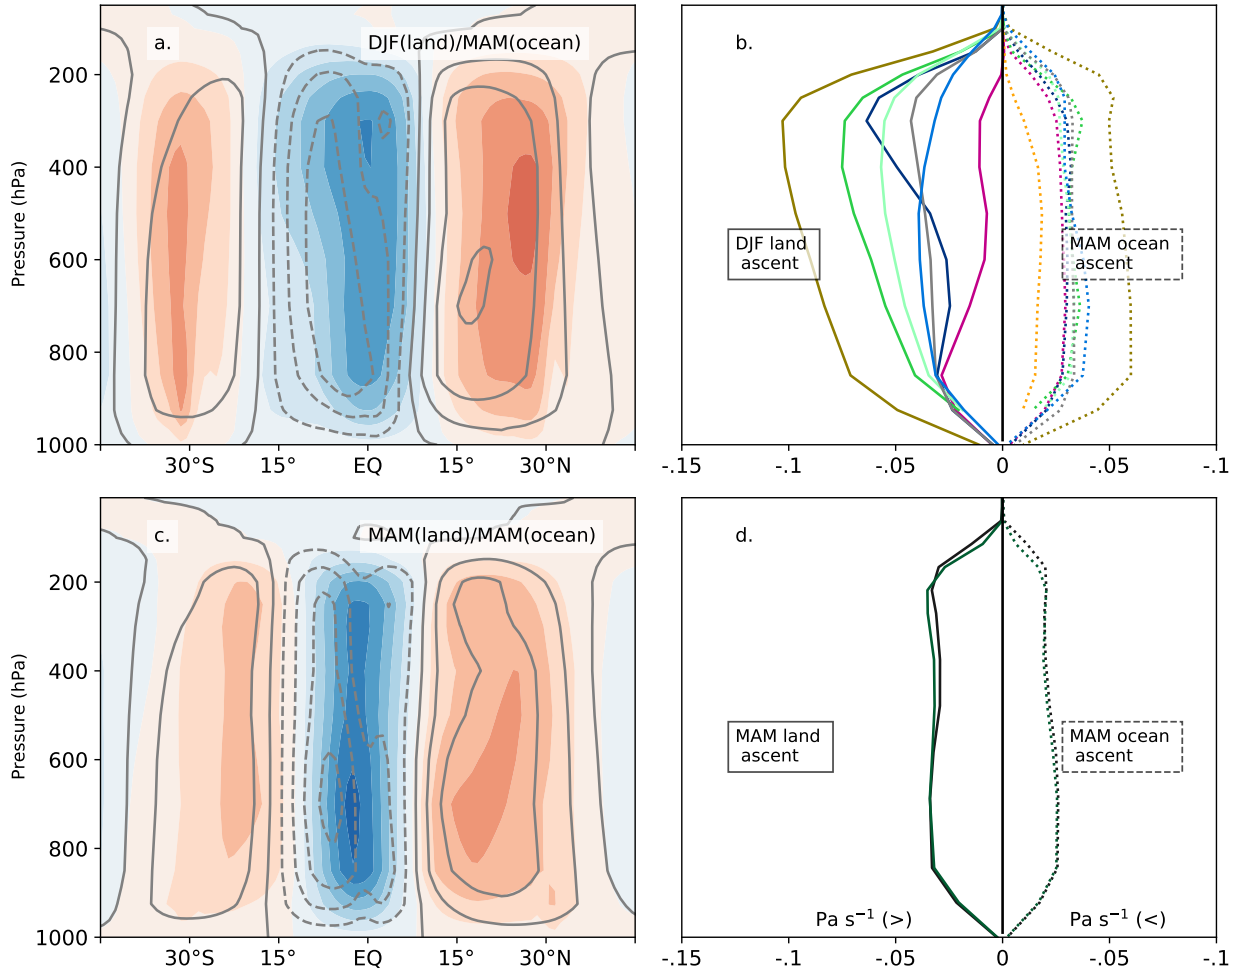 a.
DJF(land)/MAM(ocean)
Pressure (hPa)
200
400
600
800
1000
30°S
15°
EQ
15°
30°N
b.
DJF land
ascent
MAM ocean
ascent
-.15
-.1
-.05
0
-.05
-.1
c.
MAM(land)/MAM(ocean)
Pressure (hPa)
200
400
600
800
1000
30°S
15°
EQ
15°
30°N
d.
MAM land
ascent
MAM ocean
ascent
Pa s⁻¹ (>)
Pa s⁻¹ (<)
-.15
-.1
-.05
0
-.05
-.1